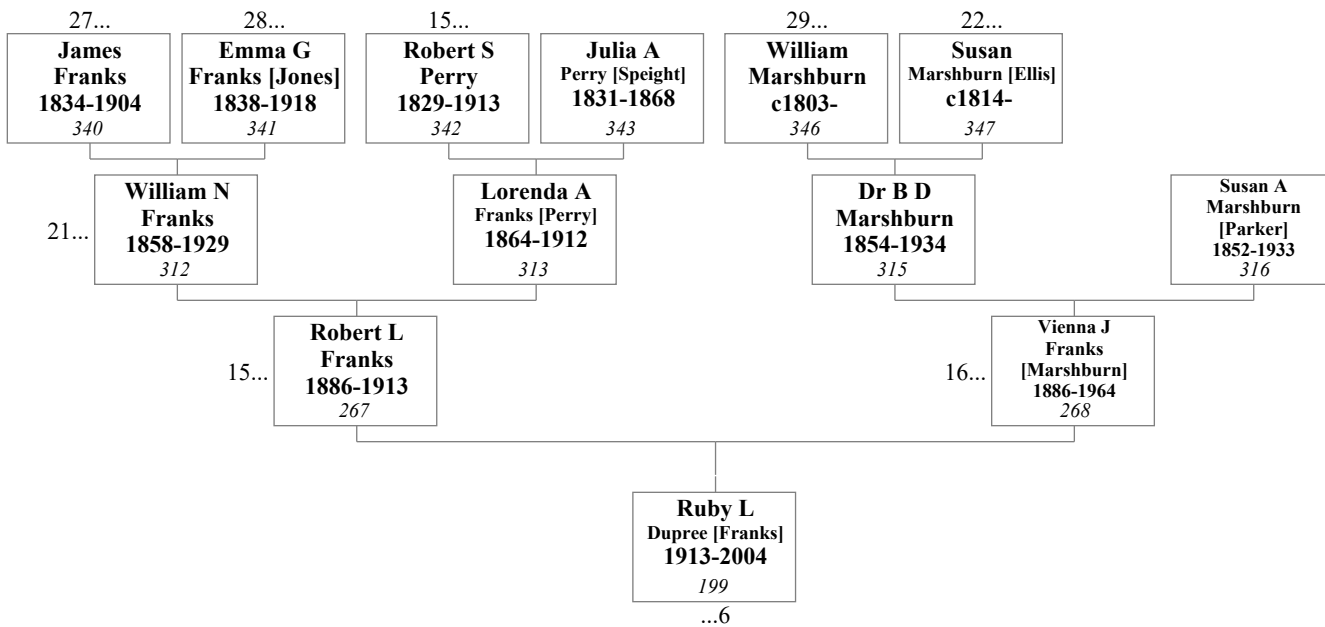 27...
28...
15...
29...
22...
James
Franks
1834-1904
340
Emma G
Franks [Jones]
1838-1918
341
Robert S
Perry
1829-1913
342
Julia A
Perry [Speight]
1831-1868
343
William
Marshburn
c1803-
346
Susan
Marshburn [Ellis]
c1814-
347
21...
William N
Franks
1858-1929
312
Lorenda A
Franks [Perry]
1864-1912
313
Dr B D
Marshburn
1854-1934
315
Susan A
Marshburn
[Parker]
1852-1933
316
15...
Robert L
Franks
1886-1913
267
16...
Vienna J
Franks
[Marshburn]
1886-1964
268
Ruby L
Dupree [Franks]
1913-2004
199
...6